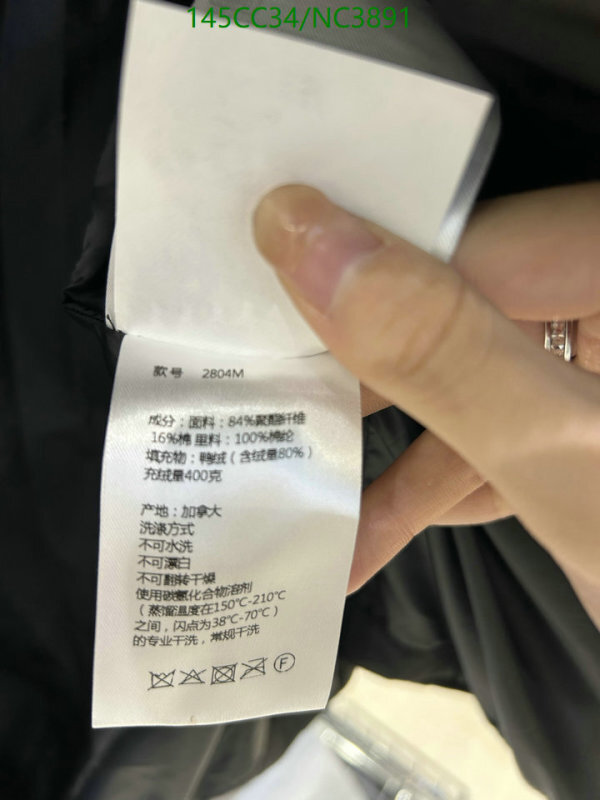 145CC34/NC3891
款号 2804M
成分：面料：84%聚酯纤维
16%棉 里料：100%棉纶
填充物：鸭绒（含绒量80%）
充绒量400克
产地：加拿大
洗涤方式
不可水洗
不可漂白
不可翻转干燥
使用碳氢化合物溶剂
（蒸馏温度在150℃-210℃
之间，闪点为38℃-70℃）
的专业干洗，常规干洗
F